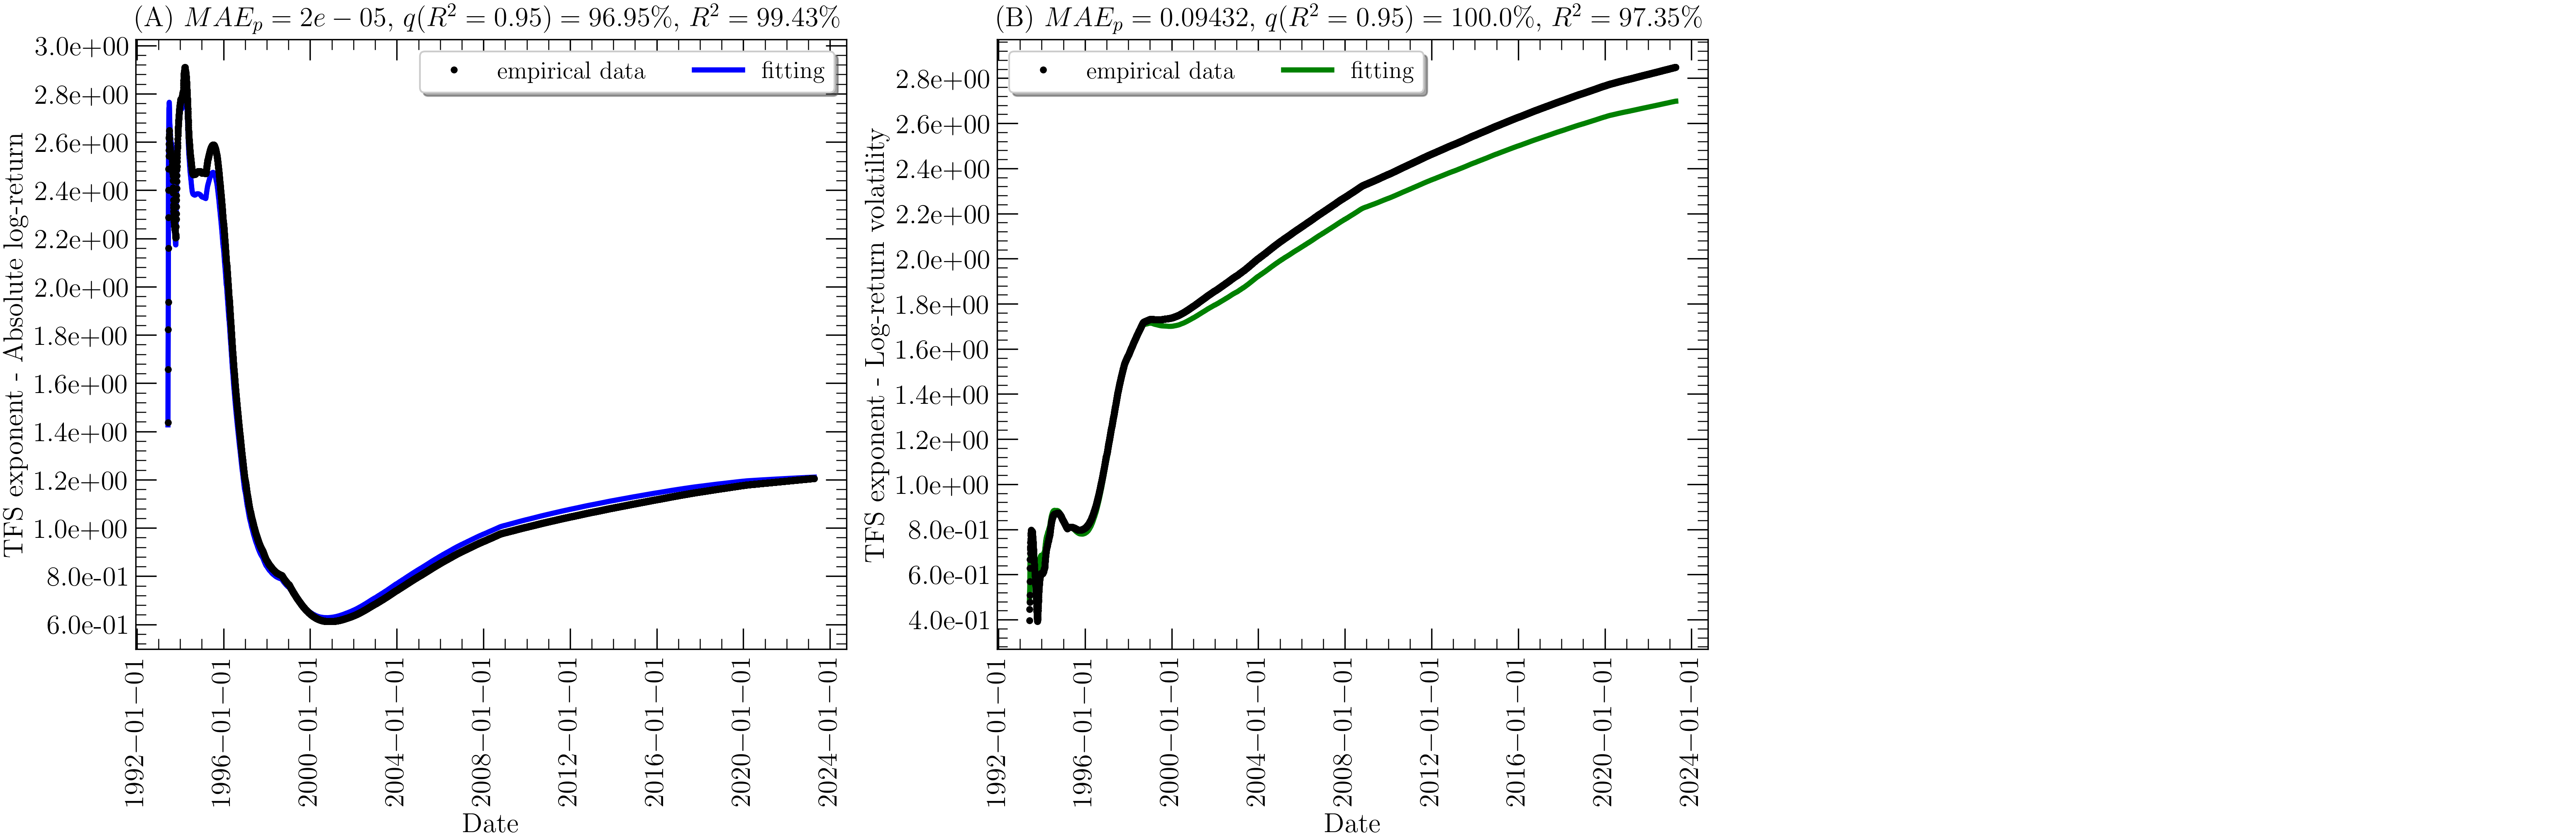 (A) MAE_p = 2e − 05, q(R² = 0.95) = 96.95%, R² = 99.43%
empirical data fitting
TFS exponent - Absolute log-return
3.0e+00
2.8e+00
2.6e+00
2.4e+00
2.2e+00
2.0e+00
1.8e+00
1.6e+00
1.4e+00
1.2e+00
1.0e+00
8.0e-01
6.0e-01
1992−01−01
1996−01−01
2000−01−01
2004−01−01
2008−01−01
2012−01−01
2016−01−01
2020−01−01
2024−01−01
Date
(B) MAE_p = 0.09432, q(R² = 0.95) = 100.0%, R² = 97.35%
empirical data fitting
TFS exponent - Log-return volatility
2.8e+00
2.6e+00
2.4e+00
2.2e+00
2.0e+00
1.8e+00
1.6e+00
1.4e+00
1.2e+00
1.0e+00
8.0e-01
6.0e-01
4.0e-01
1992−01−01
1996−01−01
2000−01−01
2004−01−01
2008−01−01
2012−01−01
2016−01−01
2020−01−01
2024−01−01
Date